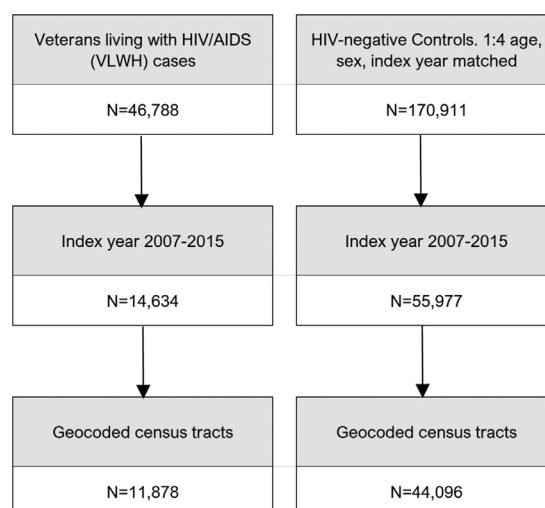 Veterans living with HIV/AIDS
(VLWH) cases
N=46,788
HIV-negative Controls. 1:4 age,
sex, index year matched
N=170,911
Index year 2007-2015
N=14,634
Index year 2007-2015
N=55,977
Geocoded census tracts
N=11,878
Geocoded census tracts
N=44,096